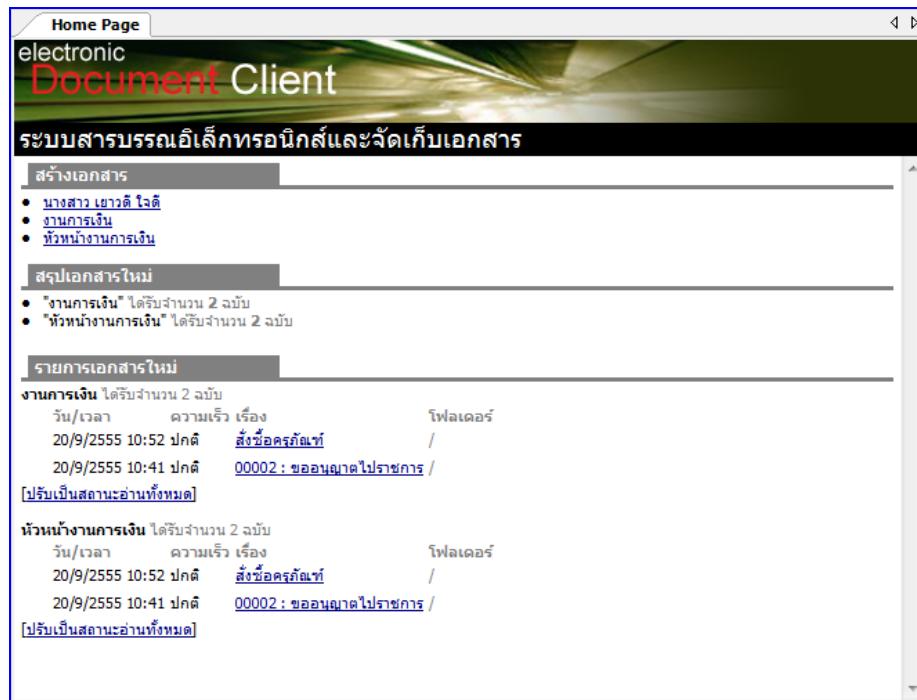 Home Page
electronic
Document Client
ระบบสารบรรณอิเล็กทรอนิกส์และจัดเก็บเอกสาร
สร้างเอกสาร
นางสาว เยาวดี ใจดี
งานการเงิน
หัวหน้างานการเงิน
สรุปเอกสารใหม่
"งานการเงิน" ได้รับจำนวน 2 ฉบับ
"หัวหน้างานการเงิน" ได้รับจำนวน 2 ฉบับ
รายการเอกสารใหม่
งานการเงิน ได้รับจำนวน 2 ฉบับ
วัน/เวลา ความเร็ว เรื่อง โฟลเดอร์
20/9/2555 10:52 ปกติ สั่งซื้อครุภัณฑ์ /
20/9/2555 10:41 ปกติ 00002 : ขออนุญาตไปราชการ /
[ปรับเป็นสถานะอ่านทั้งหมด]
หัวหน้างานการเงิน ได้รับจำนวน 2 ฉบับ
วัน/เวลา ความเร็ว เรื่อง โฟลเดอร์
20/9/2555 10:52 ปกติ สั่งซื้อครุภัณฑ์ /
20/9/2555 10:41 ปกติ 00002 : ขออนุญาตไปราชการ /
[ปรับเป็นสถานะอ่านทั้งหมด]